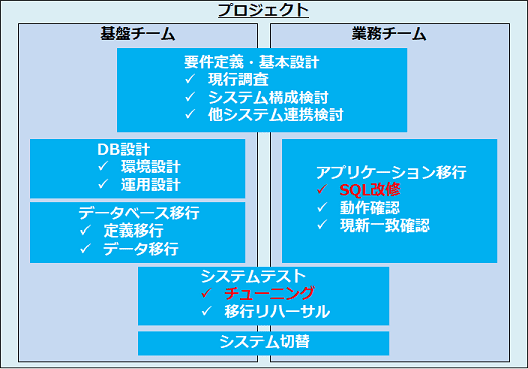 プロジェクト
基盤チーム
業務チーム
要件定義・基本設計
✓ 現行調査
✓ システム構成検討
✓ 他システム連携検討
DB設計
✓ 環境設計
✓ 運用設計
データベース移行
✓ 定義移行
✓ データ移行
アプリケーション移行
✓ SQL改修
✓ 動作確認
✓ 現新一致確認
システムテスト
✓ チューニング
✓ 移行リハーサル
システム切替